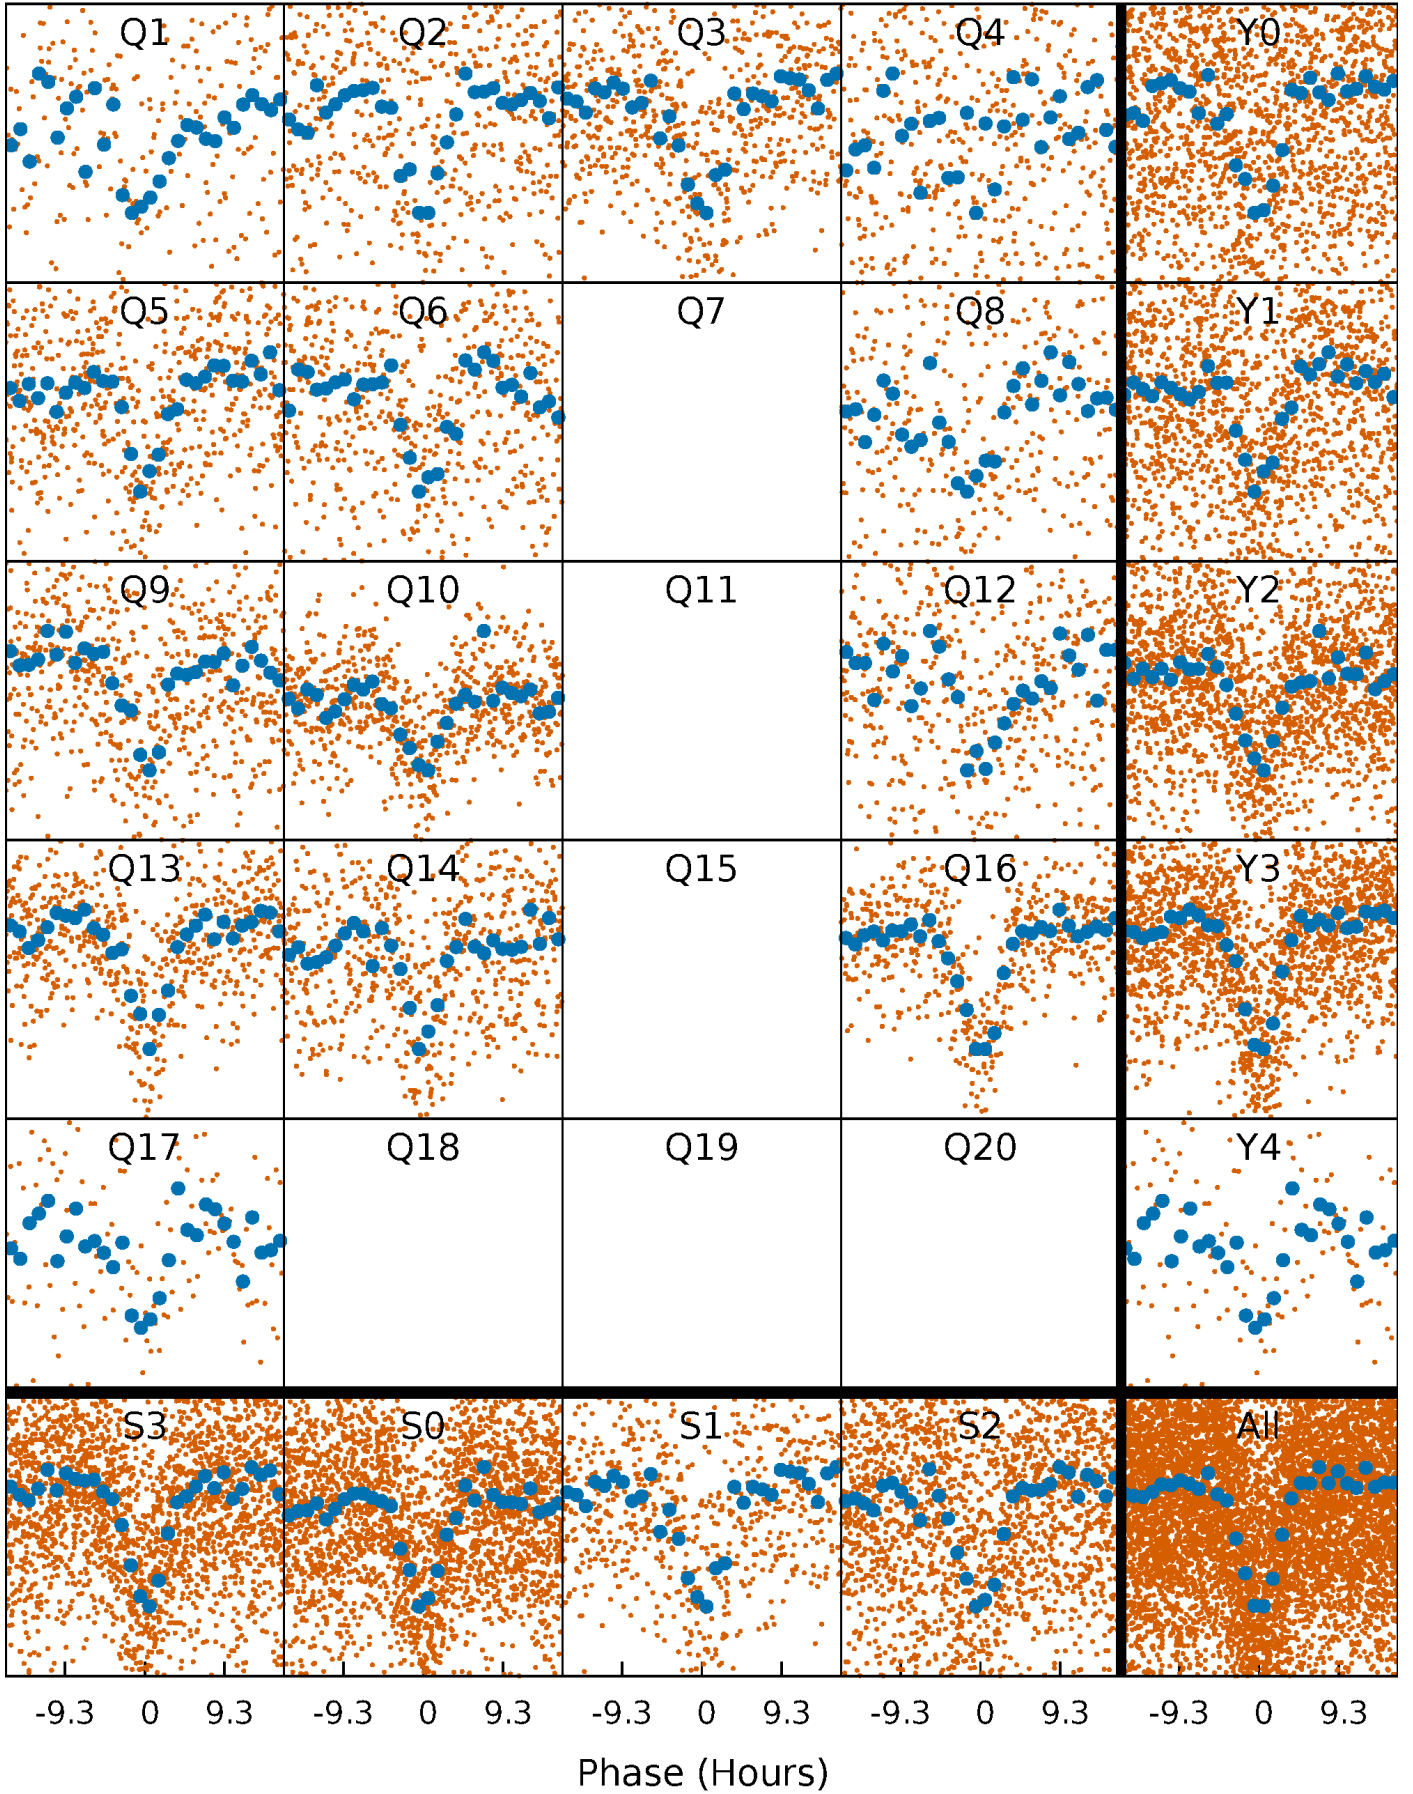 Q1 Q2 Q3 Q4 Y0
Q5 Q6 Q7 Q8 Y1
Q9 Q10 Q11 Q12 Y2
Q13 Q14 Q15 Q16 Y3
Q17 Q18 Q19 Q20 Y4
S3 S0 S1 S2 All
-9.3 0 9.3 -9.3 0 9.3 -9.3 0 9.3 -9.3 0 9.3 -9.3 0 9.3
Phase (Hours)